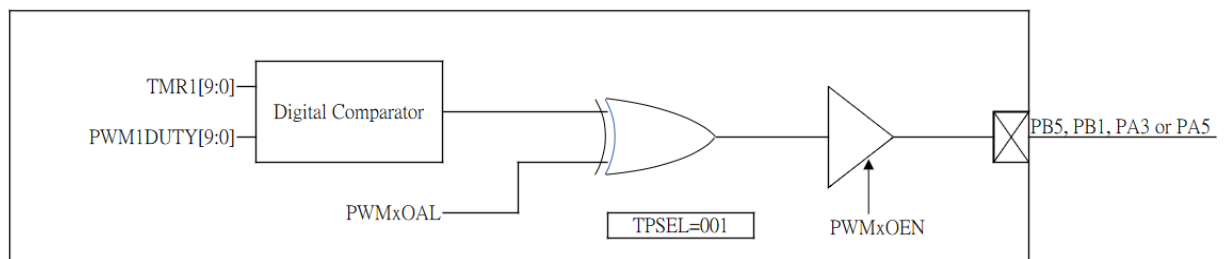 TMR1[9:0]
Digital Comparator
PWM1DUTY[9:0]
PB5, PB1, PA3 or PA5
PWMxOAL
TPSEL=001
PWMxOEN